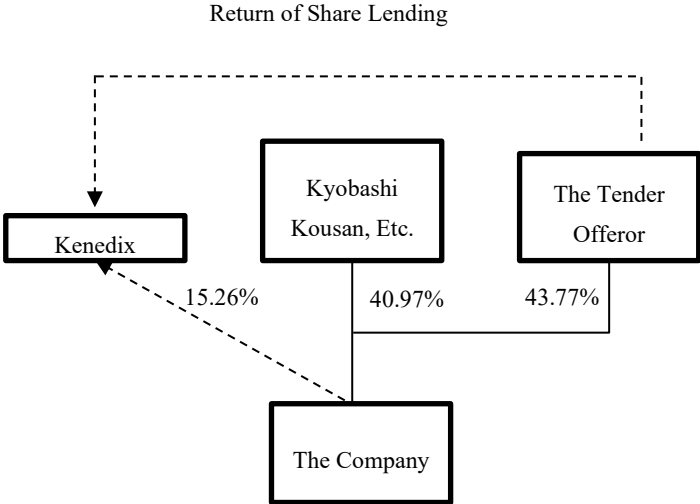 Return of Share Lending
Kyobashi
Kousan, Etc.
The Tender
Offeror
Kenedix
15.26%
40.97%
43.77%
The Company